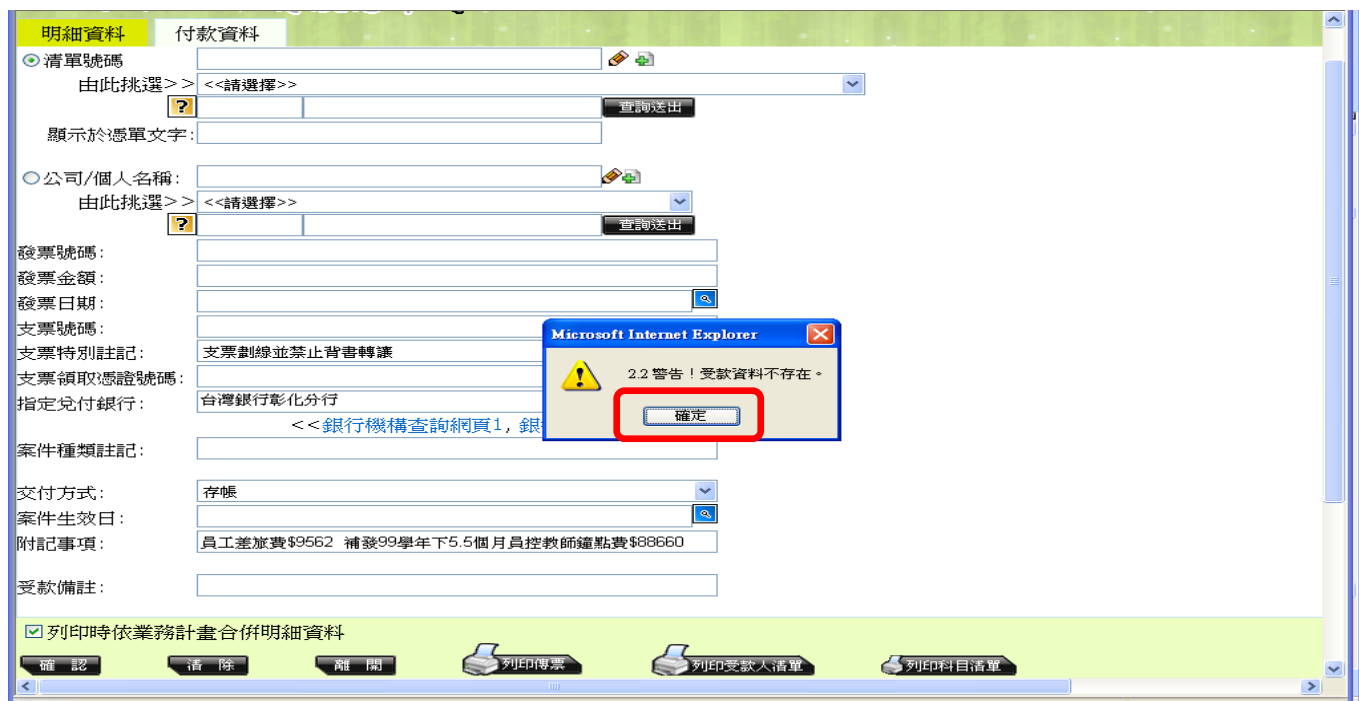 明細資料 付款資料
清單號碼
由此挑選>> <<請選擇>>
? 查詢送出
顯示於憑單文字:
公司/個人名稱:
由此挑選>> <<請選擇>>
? 查詢送出
發票號碼:
發票金額:
發票日期:
支票號碼:
Microsoft Internet Explorer
支票特別註記: 支票劃線並禁止背書轉讓
2.2 警告！受款資料不存在。
支票領取憑證號碼:
指定兌付銀行: 台灣銀行彰化分行
確定
<<銀行機構查詢網頁1, 銀
案件種類註記:
交付方式: 存帳
案件生效日:
附記事項: 員工差旅費$9562 補發99學年下5.5個月員控教師鐘點費$88660
受款備註:
列印時依業務計畫合併明細資料
確 認 清 除 離 開 列印傳票 列印受款人清單 列印科目清單